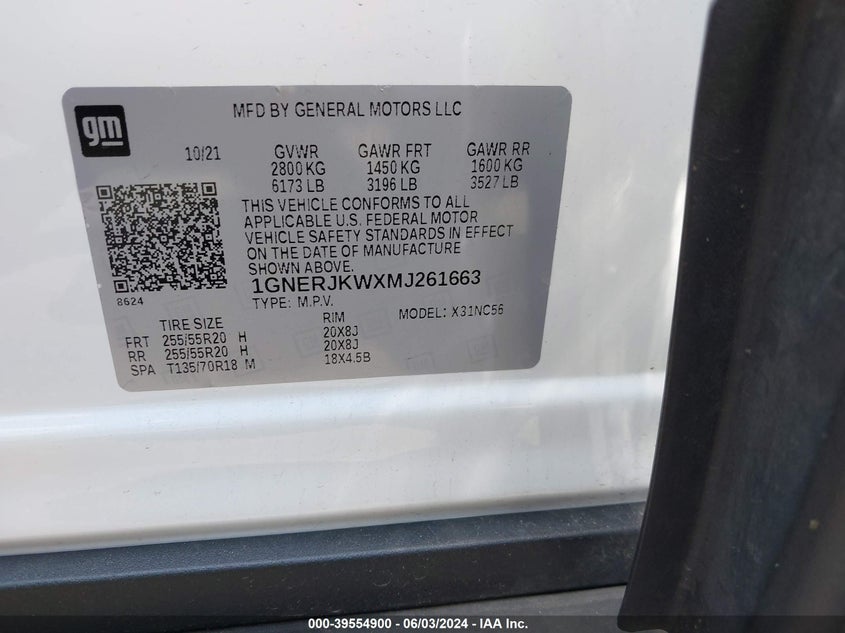 MFD BY GENERAL MOTORS LLC
gm
10/21 GVWR GAWR FRT GAWR RR
2800 KG 1450 KG 1600 KG
6173 LB 3196 LB 3527 LB
THIS VEHICLE CONFORMS TO ALL
APPLICABLE U.S. FEDERAL MOTOR
VEHICLE SAFETY STANDARDS IN EFFECT
ON THE DATE OF MANUFACTURE
SHOWN ABOVE.
1GNERJKWXMJ261663
8624
TYPE: M.P.V. MODEL: X31NC56
TIRE SIZE RIM
FRT 255/55R20 H 20X8J
RR 255/55R20 H 20X8J
SPA T135/70R18 M 18X4.5B
000-39554900 - 06/03/2024 - IAA Inc.